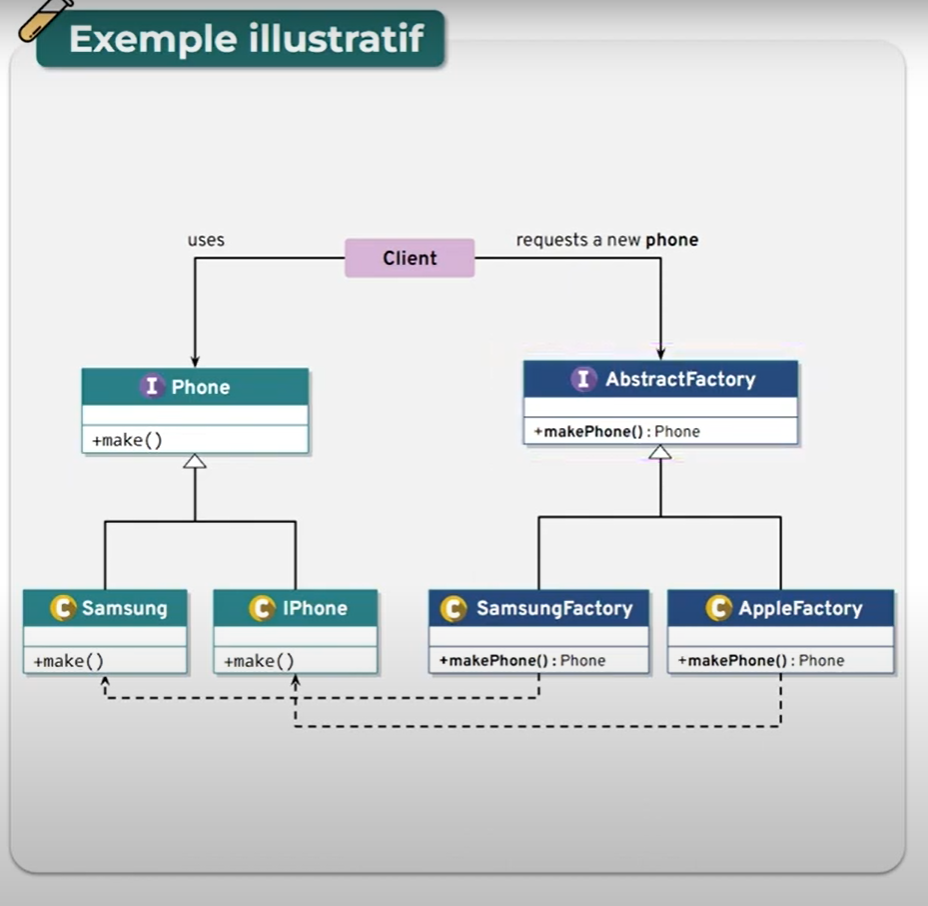 Exemple illustratif
uses
Client
requests a new phone
I Phone
+make()
I AbstractFactory
+makePhone() : Phone
C Samsung
+make()
C IPhone
+make()
C SamsungFactory
+makePhone() : Phone
C AppleFactory
+makePhone() : Phone